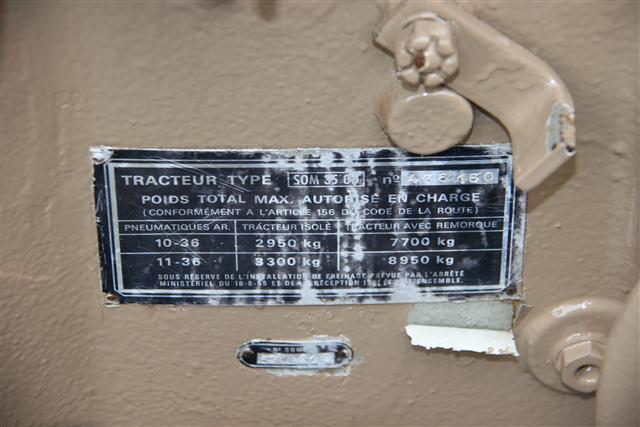 TRACTEUR TYPE SOM 35 nº 436460
POIDS TOTAL MAX. AUTORISÉ EN CHARGE
(CONFORMÉMENT A L'ARTICLE 156 DU CODE DE LA ROUTE)
PNEUMATIQUES AR. TRACTEUR ISOLÉ TRACTEUR AVEC REMORQUE
10-36 2950 kg 7700 kg
11-36 3300 kg 8950 kg
SOUS RÉSERVE DE L'INSTALLATION DE FREINAGE PRÉVUE PAR L'ARRÊTÉ
MINISTÉRIEL DU 18-8-55 ET DE LA RÉCEPTION ISOLÉE DE L'ENSEMBLE.
Nº SOM